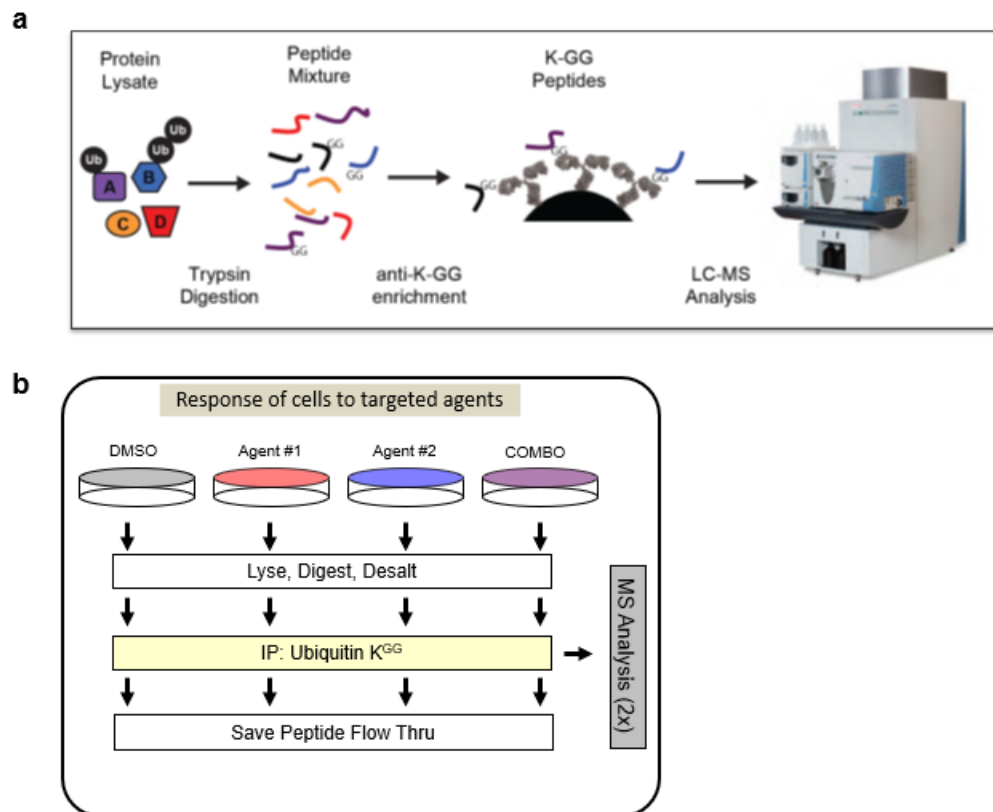 a
Protein
Lysate
Peptide
Mixture
K-GG
Peptides
Ub
Ub
Ub
A
B
C
D
GG
GG
GG
GG
GG
GG
Trypsin
Digestion
anti-K-GG
enrichment
LC-MS
Analysis
b
Response of cells to targeted agents
DMSO
Agent #1
Agent #2
COMBO
Lyse, Digest, Desalt
IP: Ubiquitin K^GG
Save Peptide Flow Thru
MS Analysis (2x)